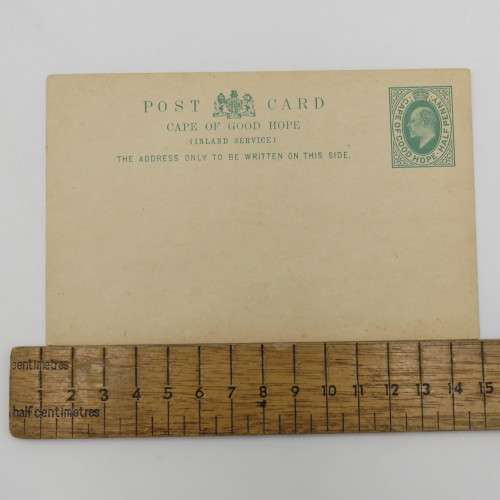 POST CARD
CAPE OF GOOD HOPE
(INLAND SERVICE)
THE ADDRESS ONLY TO BE WRITTEN ON THIS SIDE.
CAPE OF GOOD HOPE · HALF PENNY
centimetres
1 2 3 4 5 6 7 8 9 10 11 12 13 14 15
half centimetres